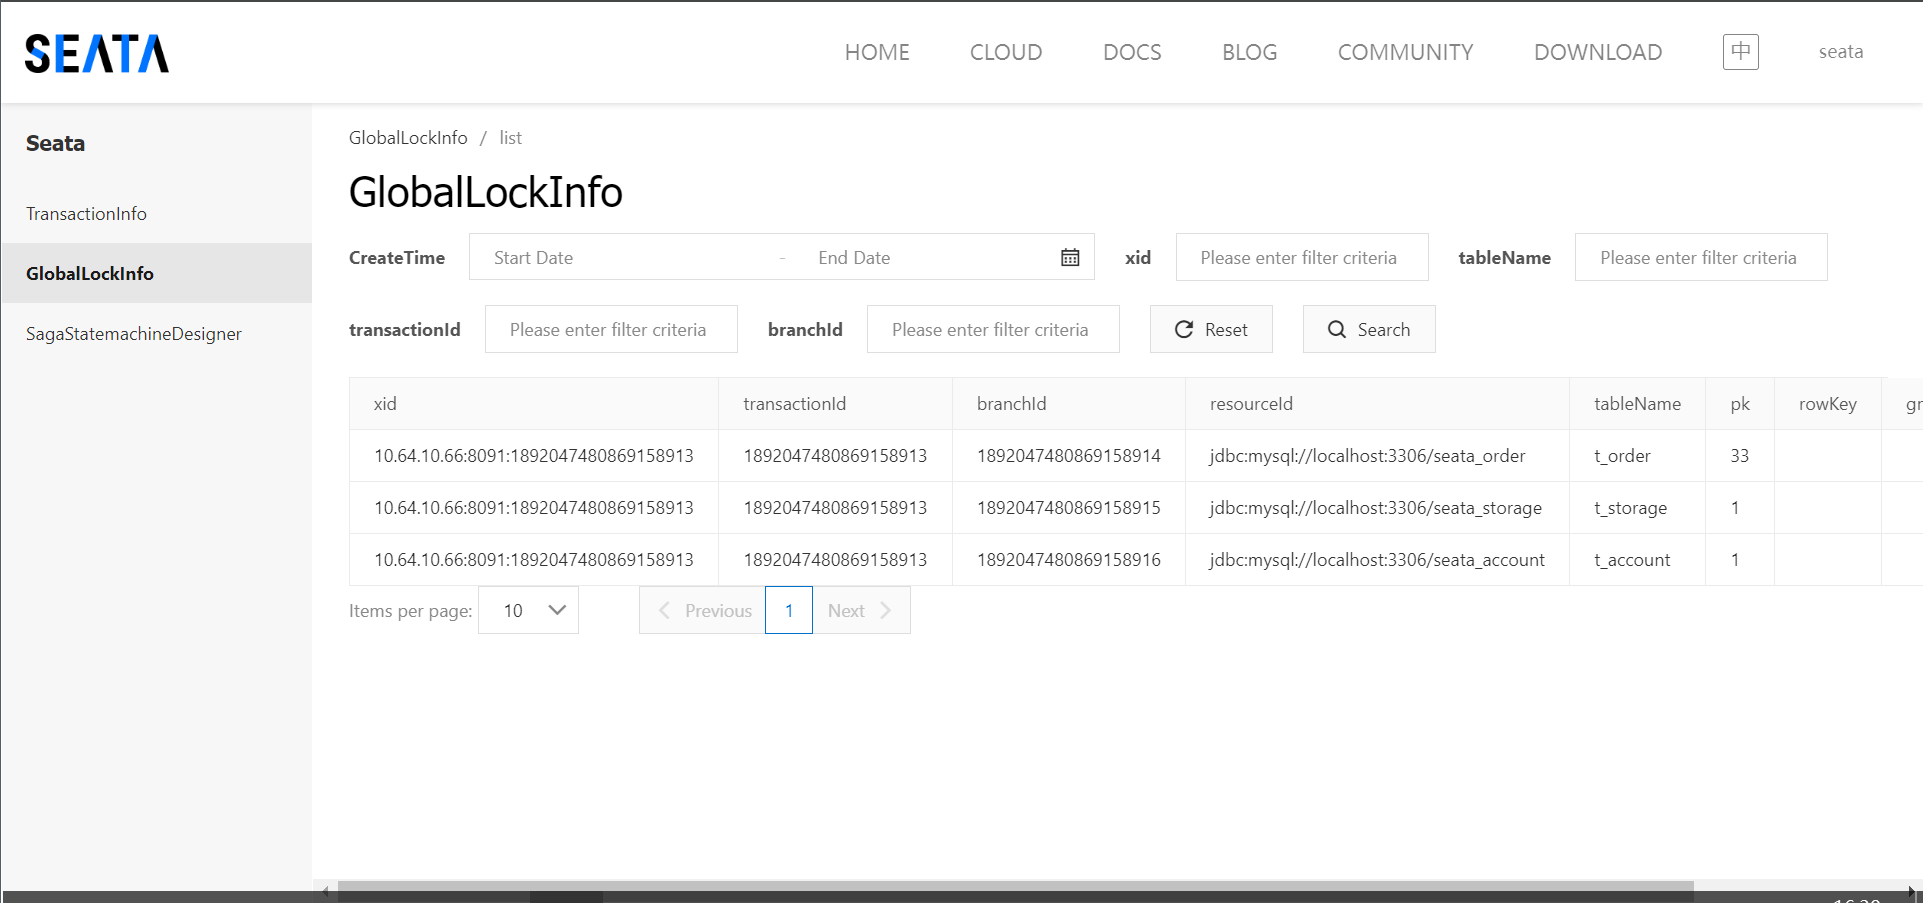 SEATA HOME CLOUD DOCS BLOG COMMUNITY DOWNLOAD 中 seata
Seata
TransactionInfo
GlobalLockInfo
SagaStatemachineDesigner
GlobalLockInfo / list
GlobalLockInfo
CreateTime Start Date - End Date xid Please enter filter criteria tableName Please enter filter criteria
transactionId Please enter filter criteria branchId Please enter filter criteria Reset Search
xid transactionId branchId resourceId tableName pk rowKey gr
10.64.10.66:8091:1892047480869158913 1892047480869158913 1892047480869158914 jdbc:mysql://localhost:3306/seata_order t_order 33
10.64.10.66:8091:1892047480869158913 1892047480869158913 1892047480869158915 jdbc:mysql://localhost:3306/seata_storage t_storage 1
10.64.10.66:8091:1892047480869158913 1892047480869158913 1892047480869158916 jdbc:mysql://localhost:3306/seata_account t_account 1
Items per page: 10 Previous 1 Next